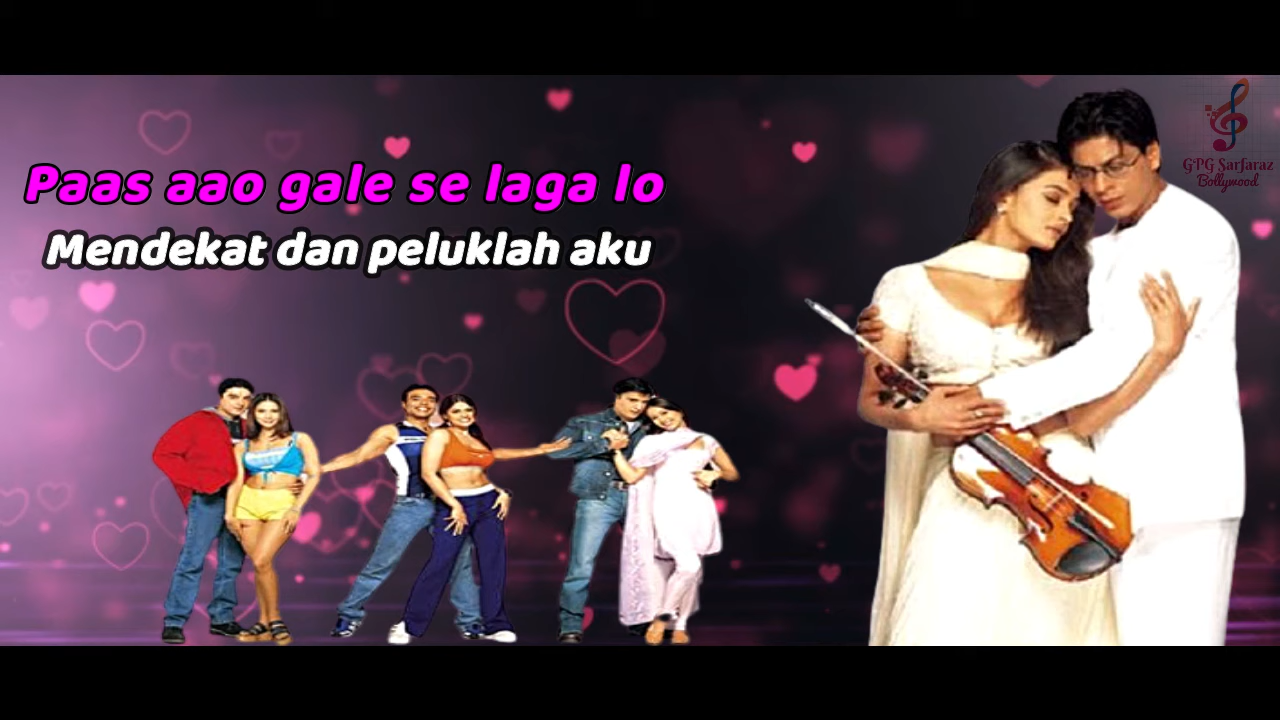 Paas aao gale se laga lo
Mendekat dan peluklah aku
GPG Sarfaraz
Bollywood